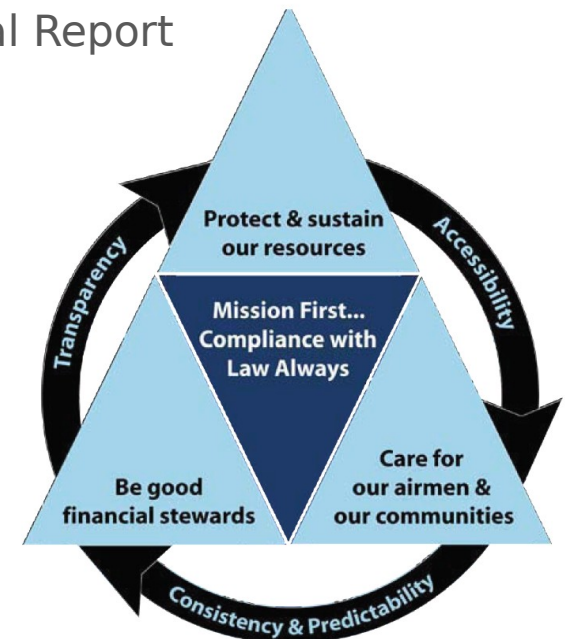 al Report
Protect & sustain
our resources
Transparency
Accessibility
Mission First...
Compliance with
Law Always
Be good
financial stewards
Care for
our airmen &
our communities
Consistency & Predictability